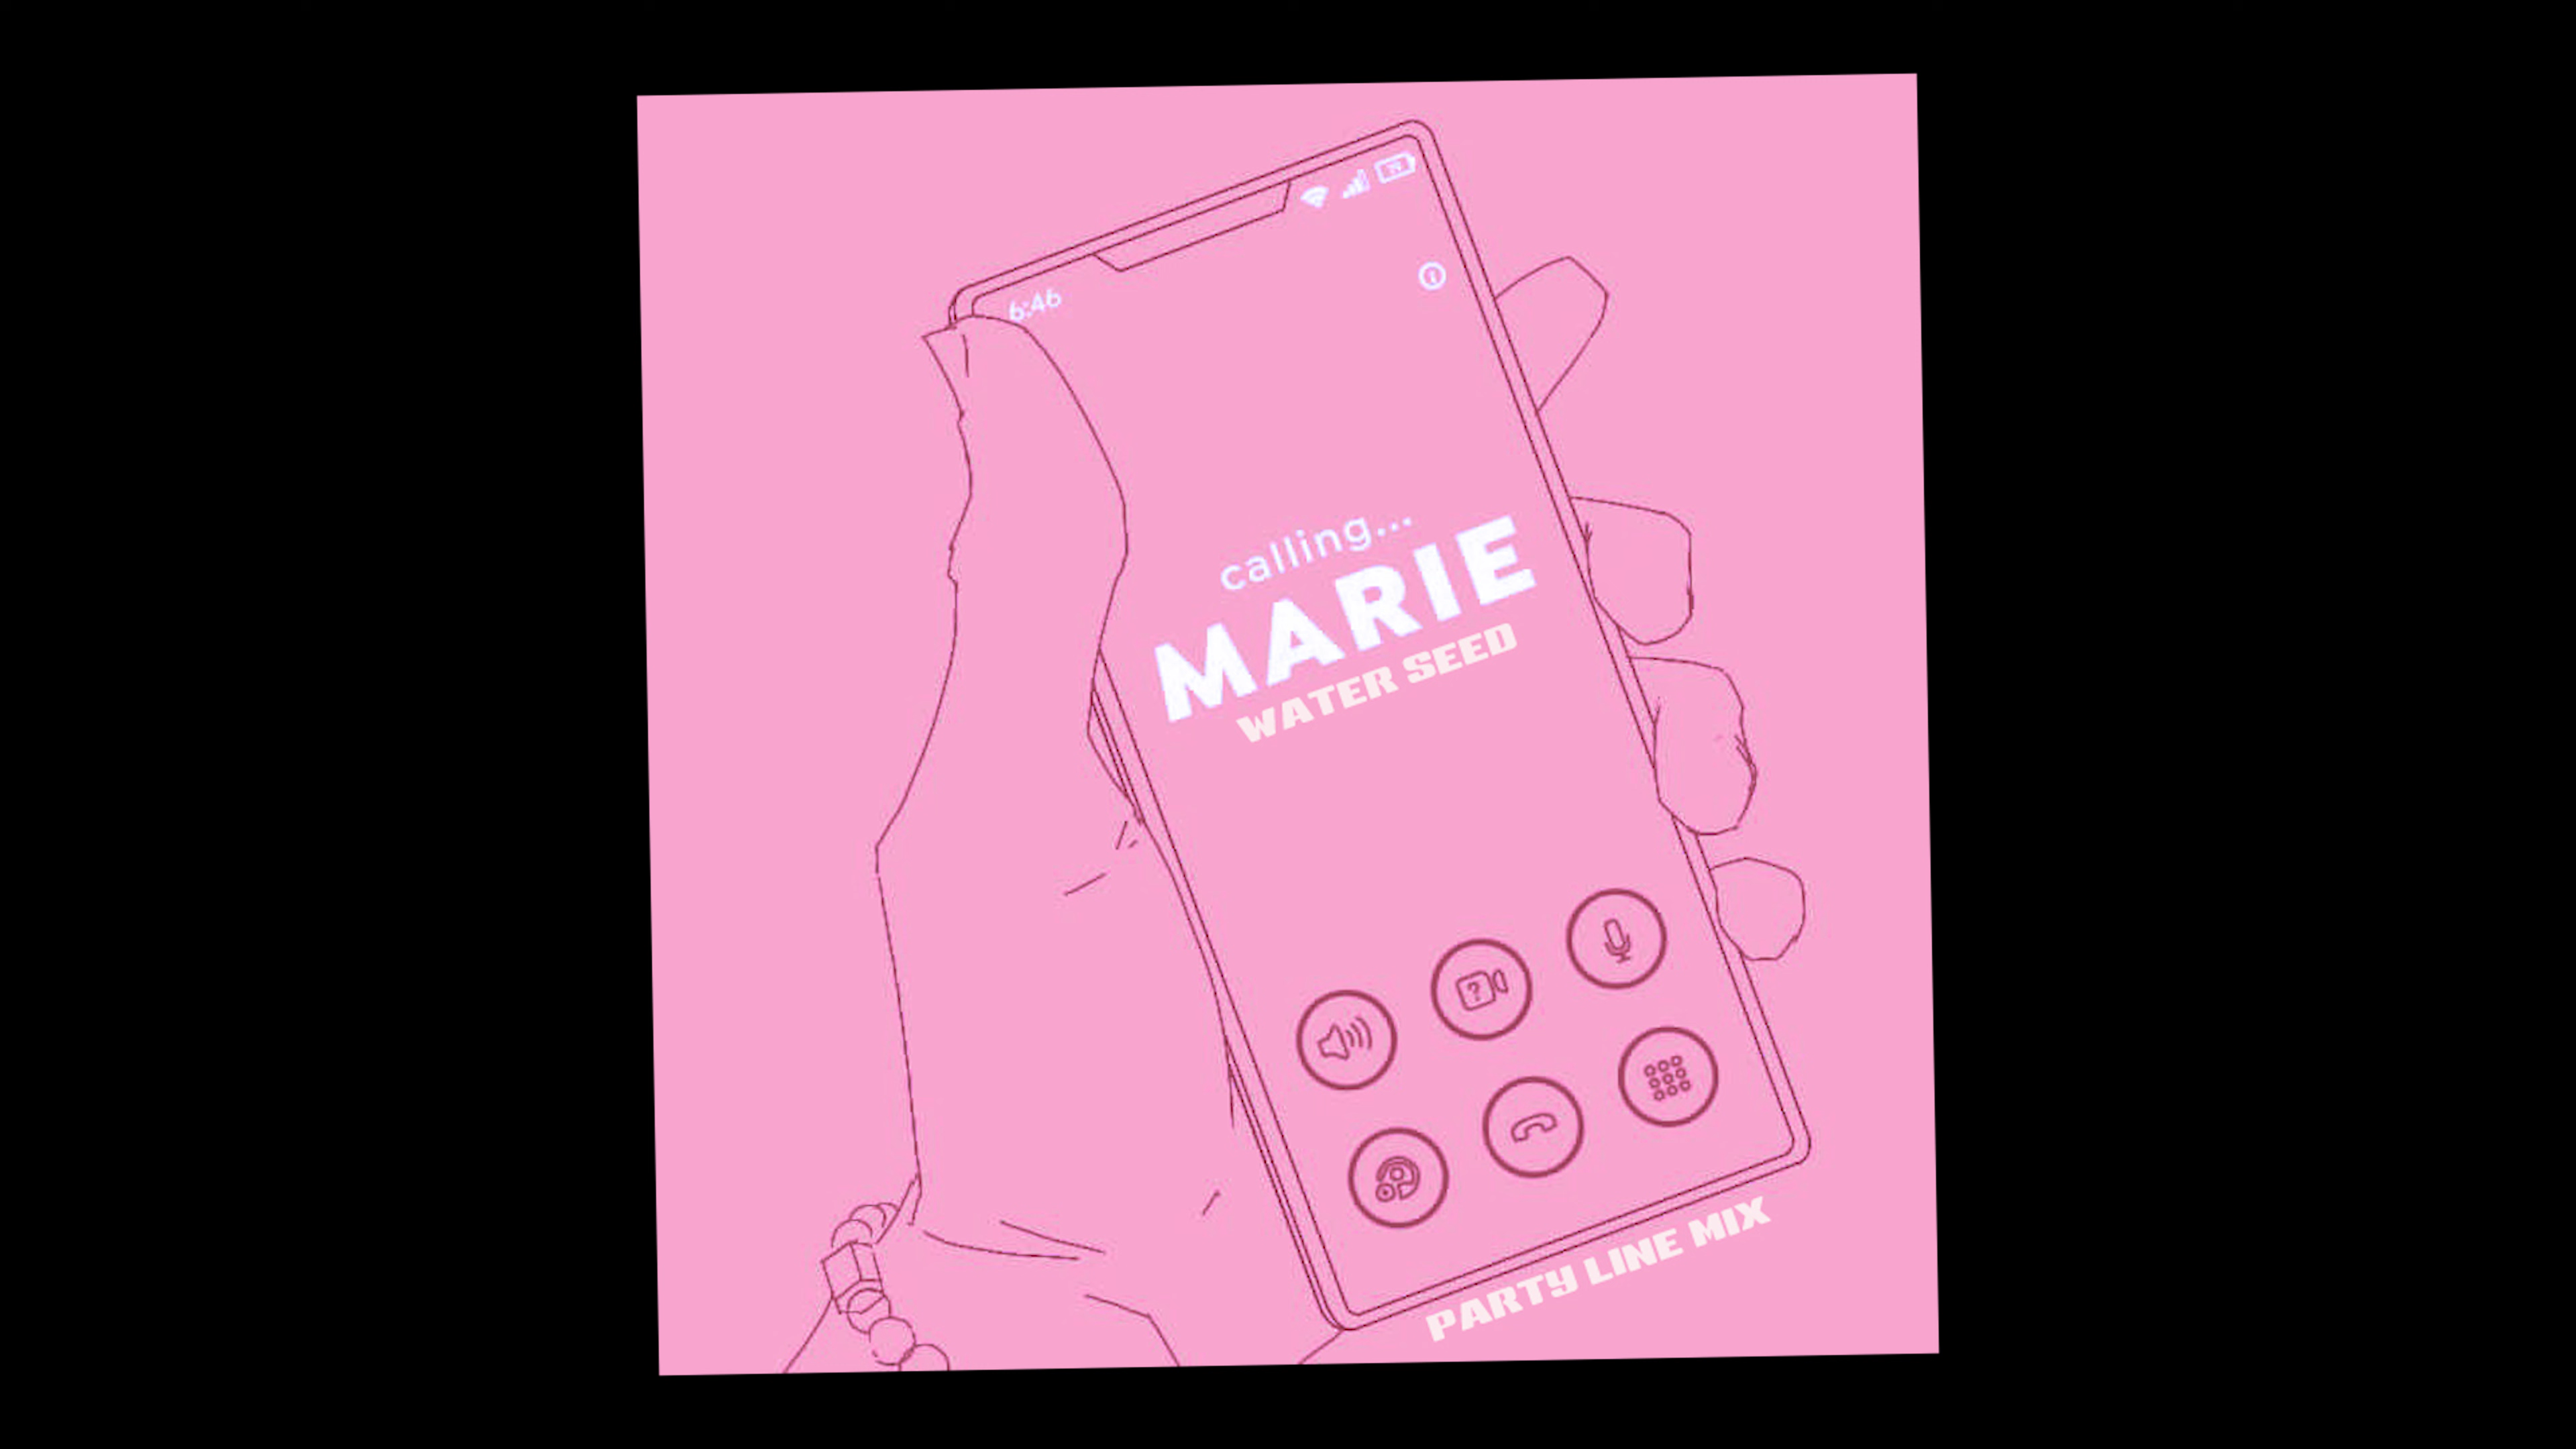 6:46
calling...
MARIE
WATER SEED
?
PARTY LINE MIX